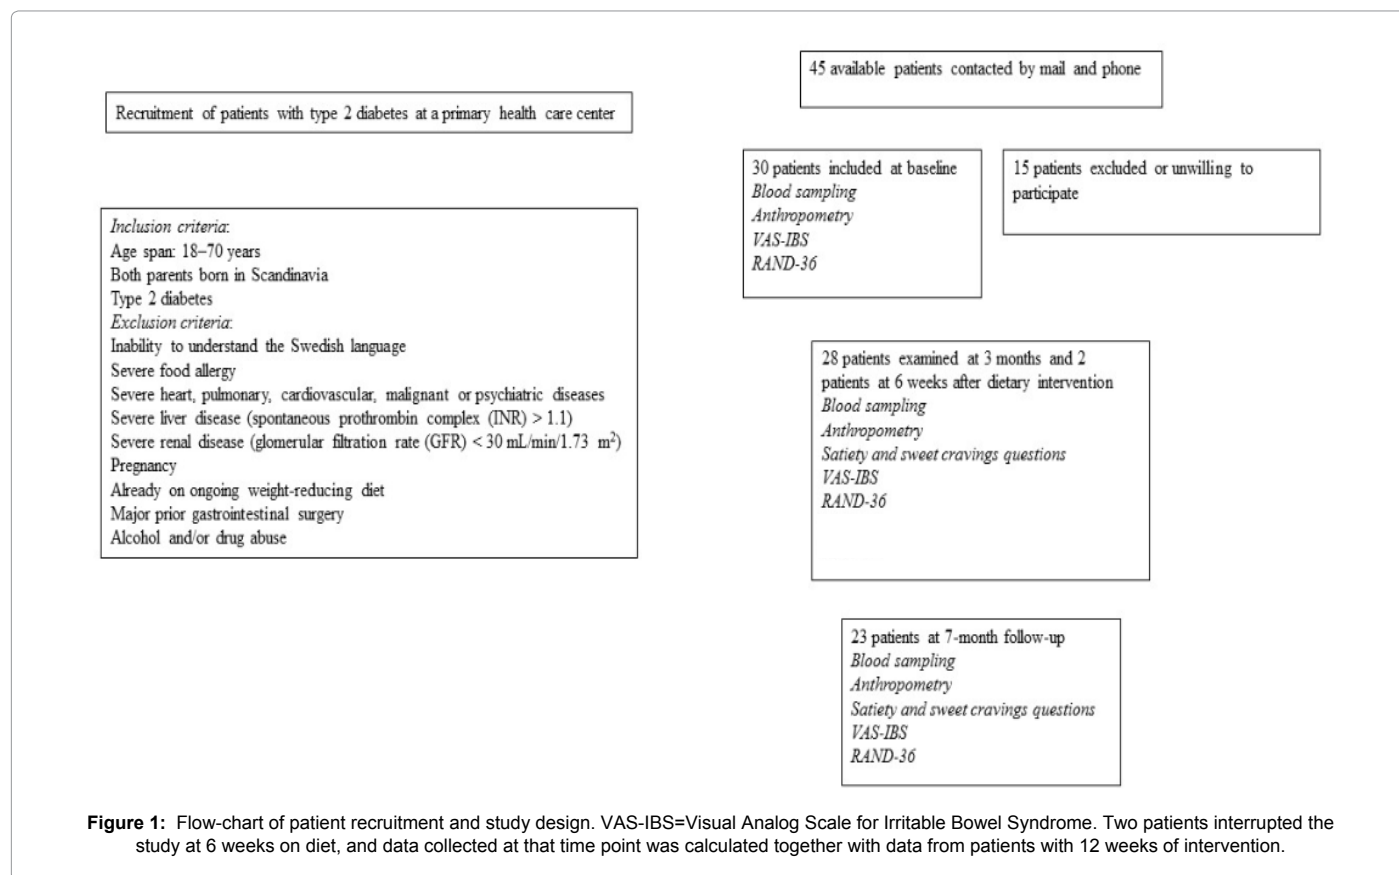 Recruitment of patients with type 2 diabetes at a primary health care center
Inclusion criteria:
Age span: 18–70 years
Both parents born in Scandinavia
Type 2 diabetes
Exclusion criteria:
Inability to understand the Swedish language
Severe food allergy
Severe heart, pulmonary, cardiovascular, malignant or psychiatric diseases
Severe liver disease (spontaneous prothrombin complex (INR) > 1.1)
Severe renal disease (glomerular filtration rate (GFR) < 30 mL/min/1.73 m²)
Pregnancy
Already on ongoing weight-reducing diet
Major prior gastrointestinal surgery
Alcohol and/or drug abuse
45 available patients contacted by mail and phone
30 patients included at baseline
Blood sampling
Anthropometry
VAS-IBS
RAND-36
15 patients excluded or unwilling to
participate
28 patients examined at 3 months and 2
patients at 6 weeks after dietary intervention
Blood sampling
Anthropometry
Satiety and sweet cravings questions
VAS-IBS
RAND-36
23 patients at 7-month follow-up
Blood sampling
Anthropometry
Satiety and sweet cravings questions
VAS-IBS
RAND-36
Figure 1: Flow-chart of patient recruitment and study design. VAS-IBS=Visual Analog Scale for Irritable Bowel Syndrome. Two patients interrupted the
study at 6 weeks on diet, and data collected at that time point was calculated together with data from patients with 12 weeks of intervention.